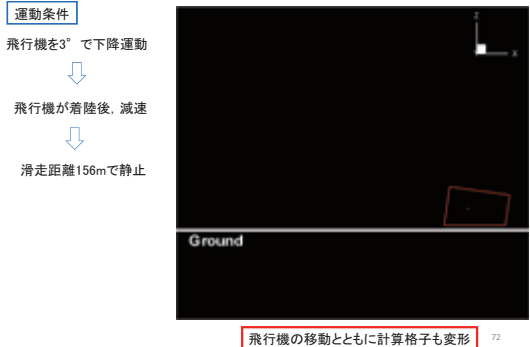 運動条件
飛行機を3°で下降運動
飛行機が着陸後, 減速
滑走距離156mで静止
z
x
Ground
飛行機の移動とともに計算格子も変形
72